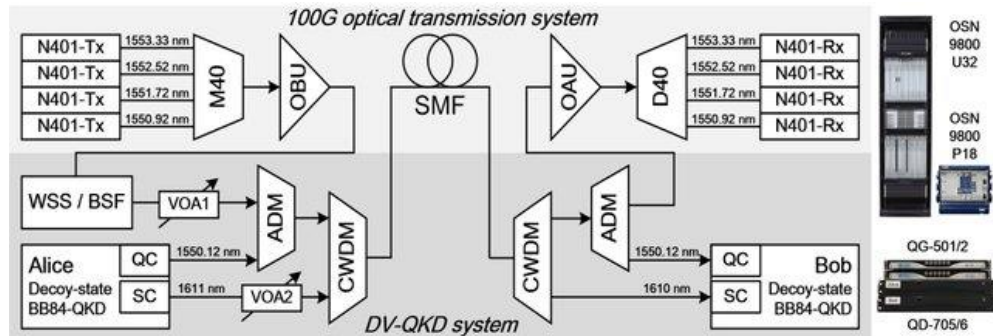 100G optical transmission system
N401-Tx
N401-Tx
N401-Tx
N401-Tx
1553.33 nm
1552.52 nm
1551.72 nm
1550.92 nm
M40
OBU
SMF
OAU
D40
1553.33 nm
1552.52 nm
1551.72 nm
1550.92 nm
N401-Rx
N401-Rx
N401-Rx
N401-Rx
WSS / BSF
VOA1
ADM
CWDM
CWDM
ADM
Alice
Decoy-state
BB84-QKD
QC
SC
1550.12 nm
1611 nm
VOA2
1550.12 nm
1610 nm
QC
SC
Bob
Decoy-state
BB84-QKD
DV-QKD system
OSN
9800
U32
OSN
9800
P18
QG-501/2
QD-705/6